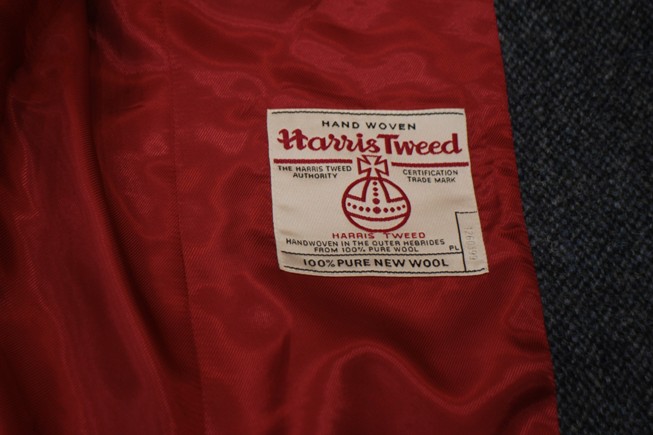 HAND WOVEN
Harris Tweed
THE HARRIS TWEED AUTHORITY
CERTIFICATION TRADE MARK
HARRIS TWEED
HANDWOVEN IN THE OUTER HEBRIDES
FROM 100% PURE WOOL
PL
100% PURE NEW WOOL